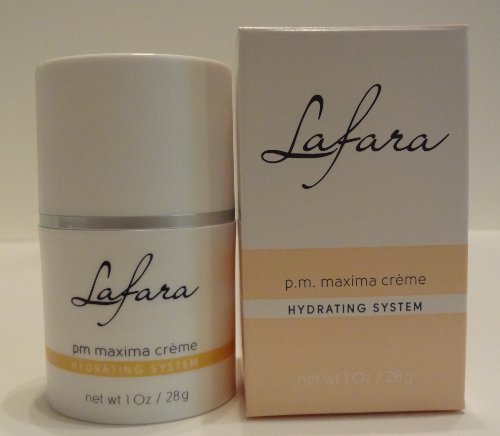 Lafara
pm maxima crème
HYDRATING SYSTEM
net wt 1 Oz / 28g
Lafara
p.m. maxima crème
HYDRATING SYSTEM
net wt 1 Oz / 28g